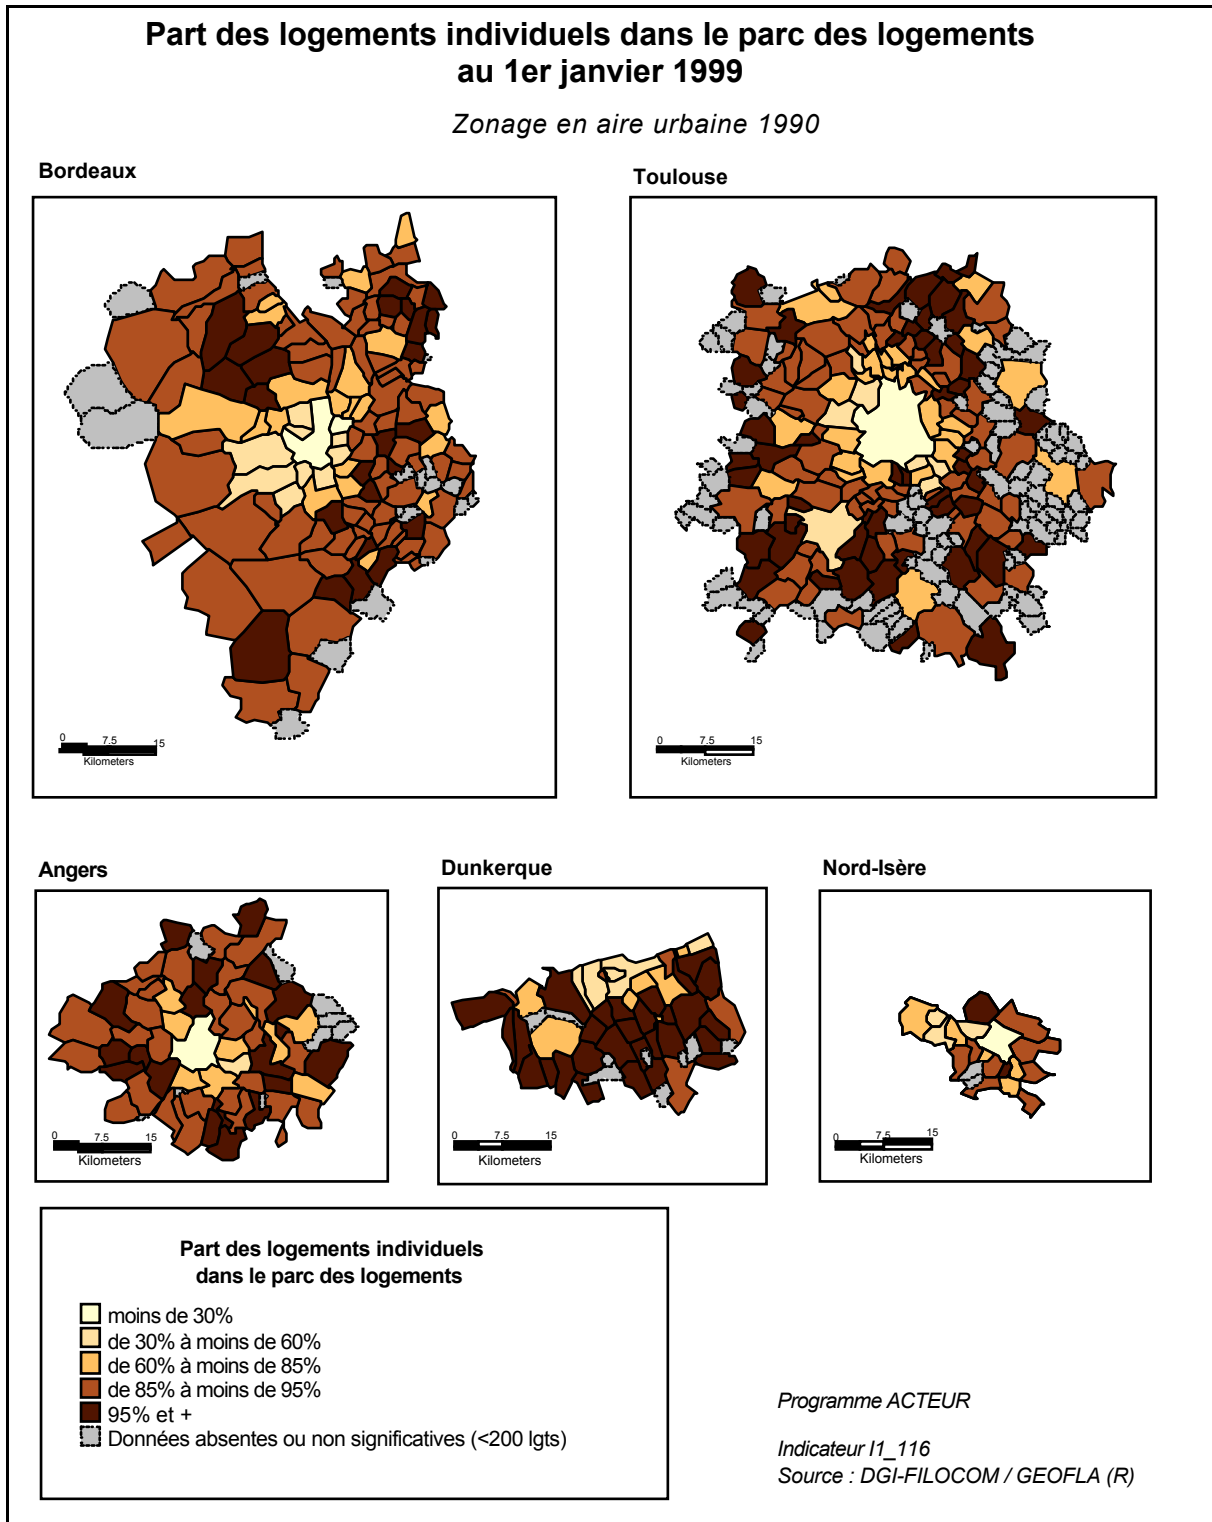 Part des logements individuels dans le parc des logements
au 1er janvier 1999
Zonage en aire urbaine 1990
Bordeaux
Toulouse
0 7.5 15
Kilometers
0 7.5 15
Kilometers
Angers
Dunkerque
Nord-Isère
0 7.5 15
Kilometers
0 7.5 15
Kilometers
0 7.5 15
Kilometers
Part des logements individuels
dans le parc des logements
moins de 30%
de 30% à moins de 60%
de 60% à moins de 85%
de 85% à moins de 95%
95% et +
Données absentes ou non significatives (<200 lgts)
Programme ACTEUR
Indicateur I1_116
Source : DGI-FILOCOM / GEOFLA (R)